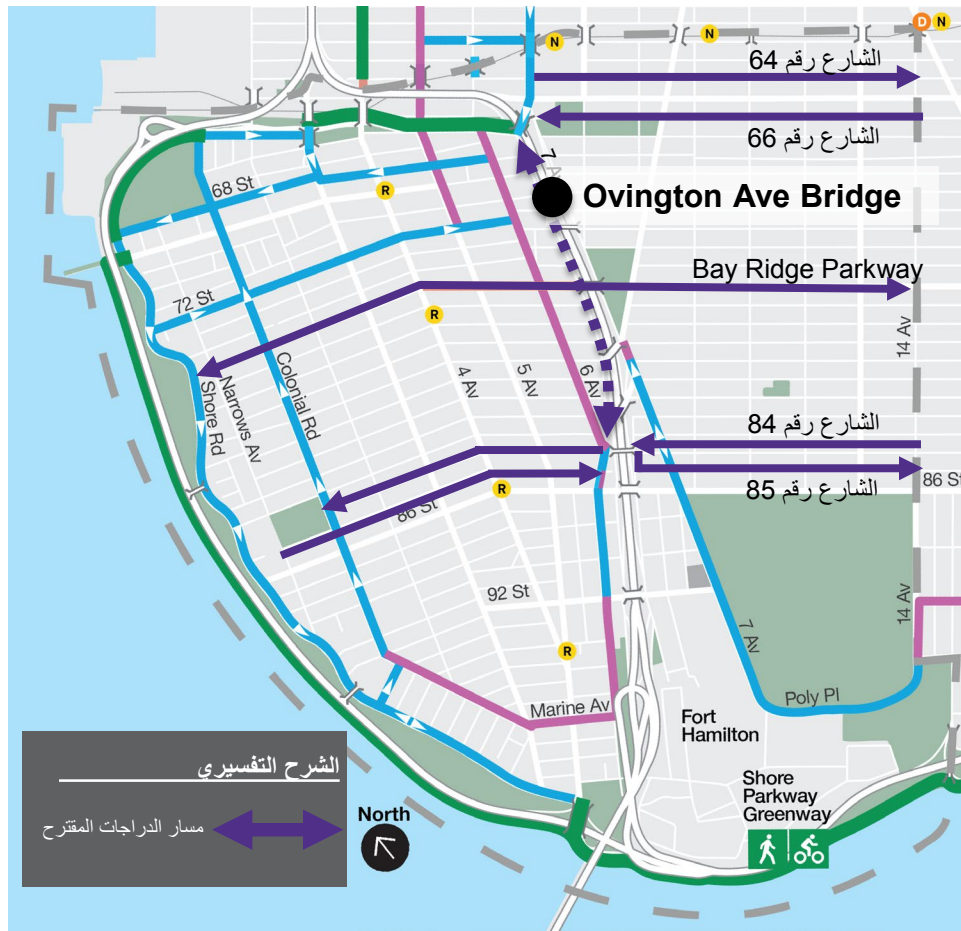 D
N
N
N
الشارع رقم 64
الشارع رقم 66
7 A
68 St
R
Ovington Ave Bridge
Bay Ridge Parkway
72 St
R
14 Av
4 Av
5 Av
6 Av
Colonial Rd
Narrows Av
Shore Rd
الشارع رقم 84
الشارع رقم 85
86 St
R
86 St
92 St
14 Av
7 Av
R
Poly Pl
Marine Av
Fort
Hamilton
الشرح التفسيري
مسار الدراجات المقترح
North
Shore
Parkway
Greenway